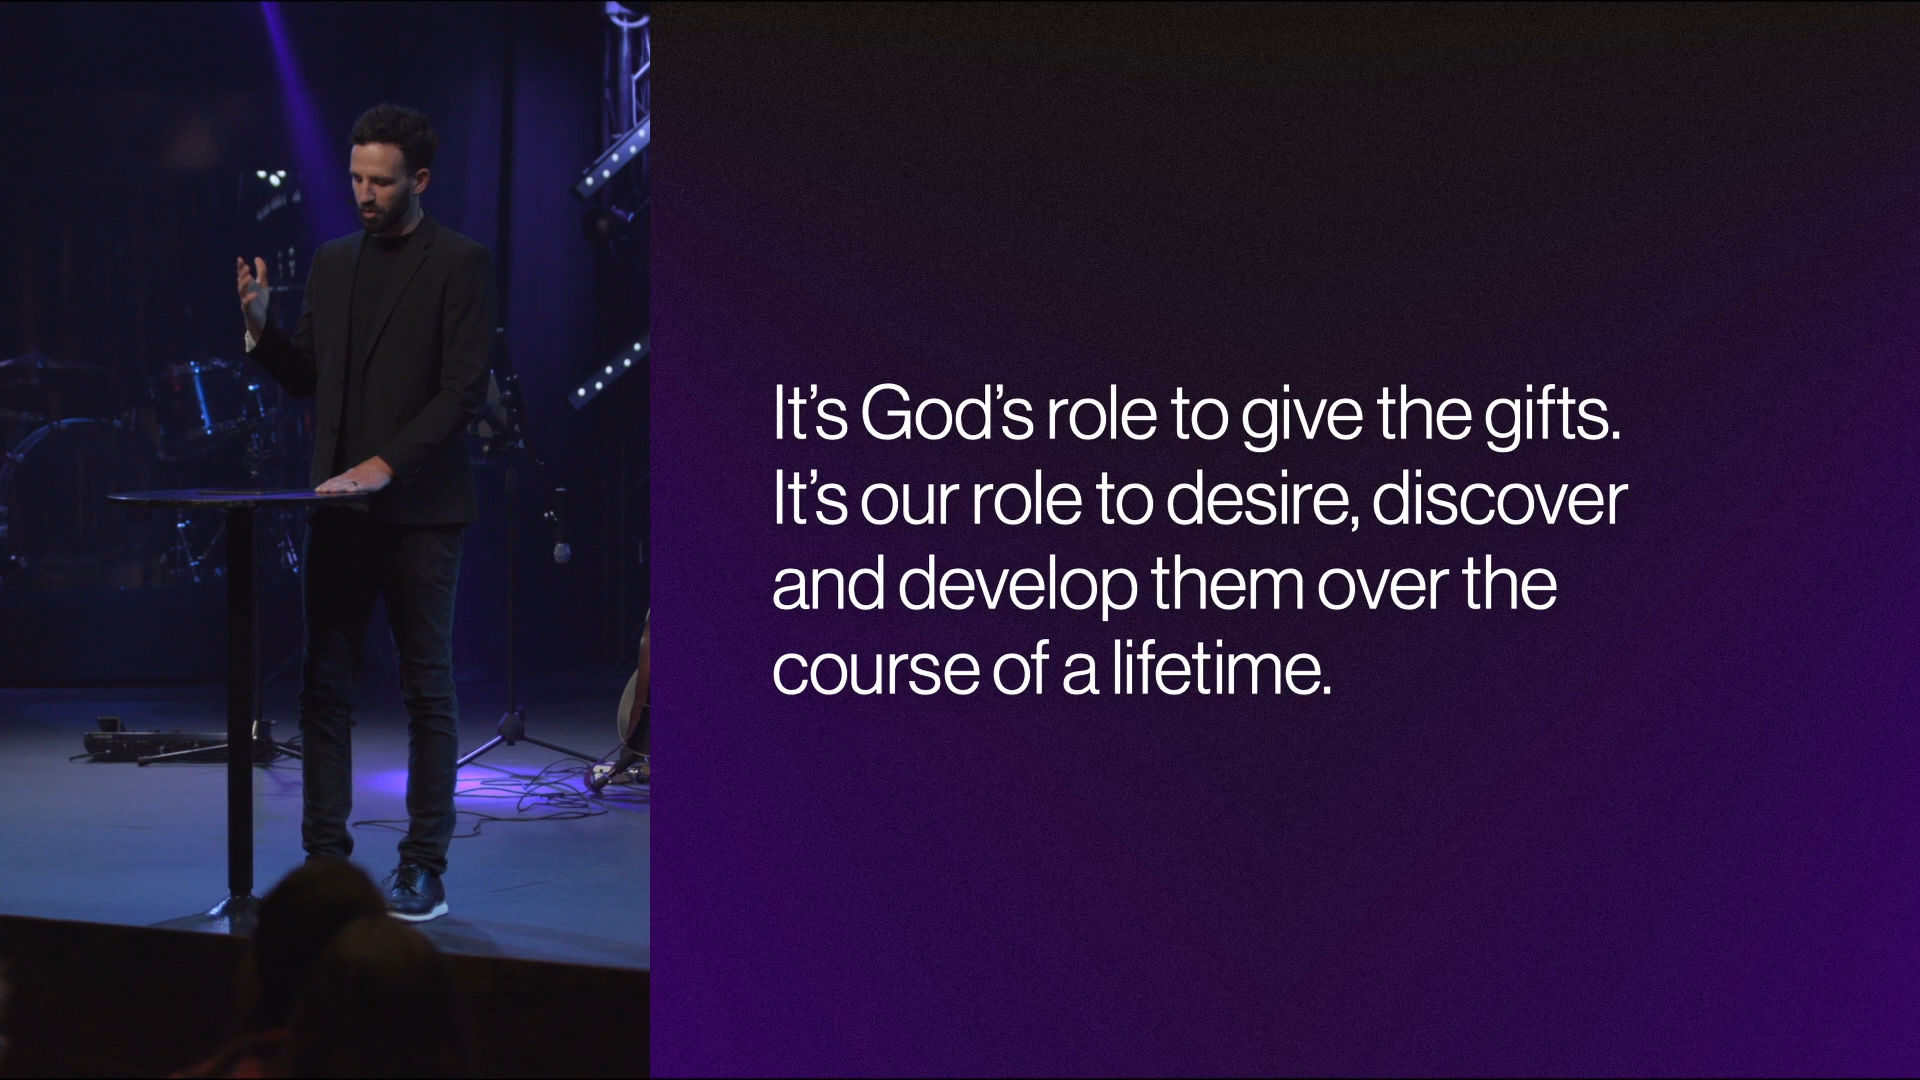 It’s God’s role to give the gifts.
It’s our role to desire, discover
and develop them over the
course of a lifetime.